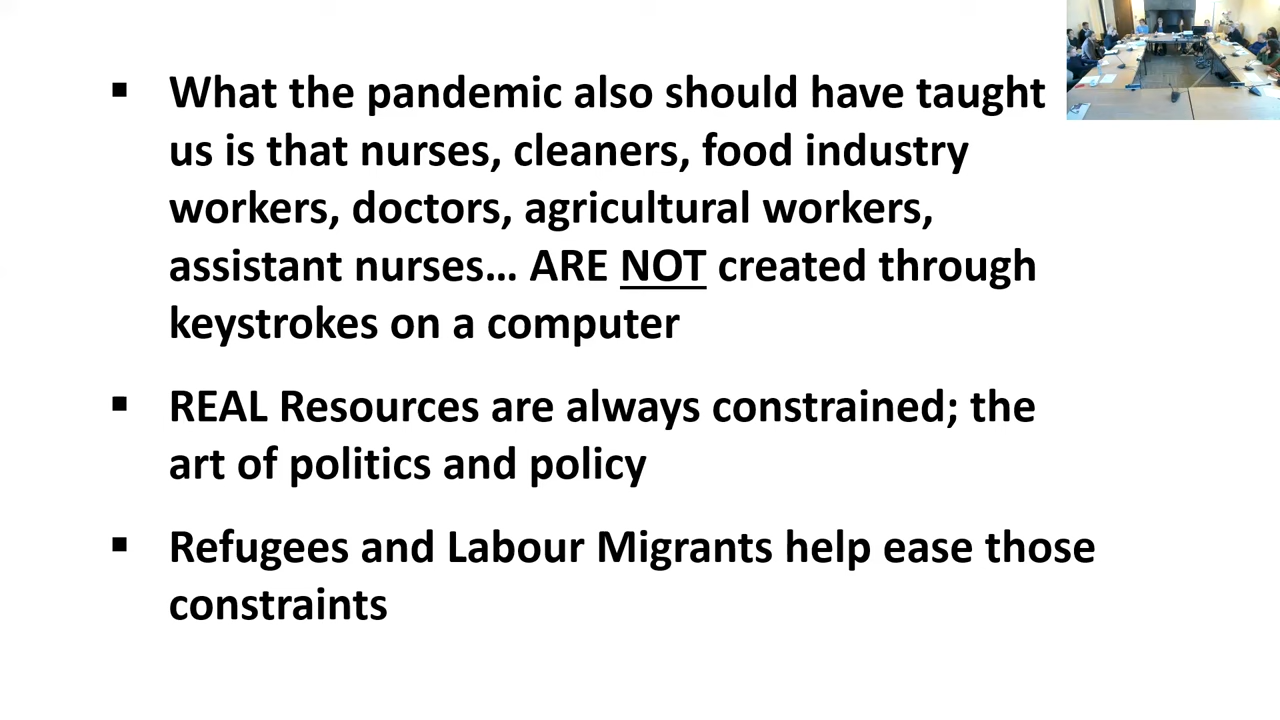 ▪ What the pandemic also should have taught
us is that nurses, cleaners, food industry
workers, doctors, agricultural workers,
assistant nurses… ARE NOT created through
keystrokes on a computer
▪ REAL Resources are always constrained; the
art of politics and policy
▪ Refugees and Labour Migrants help ease those
constraints